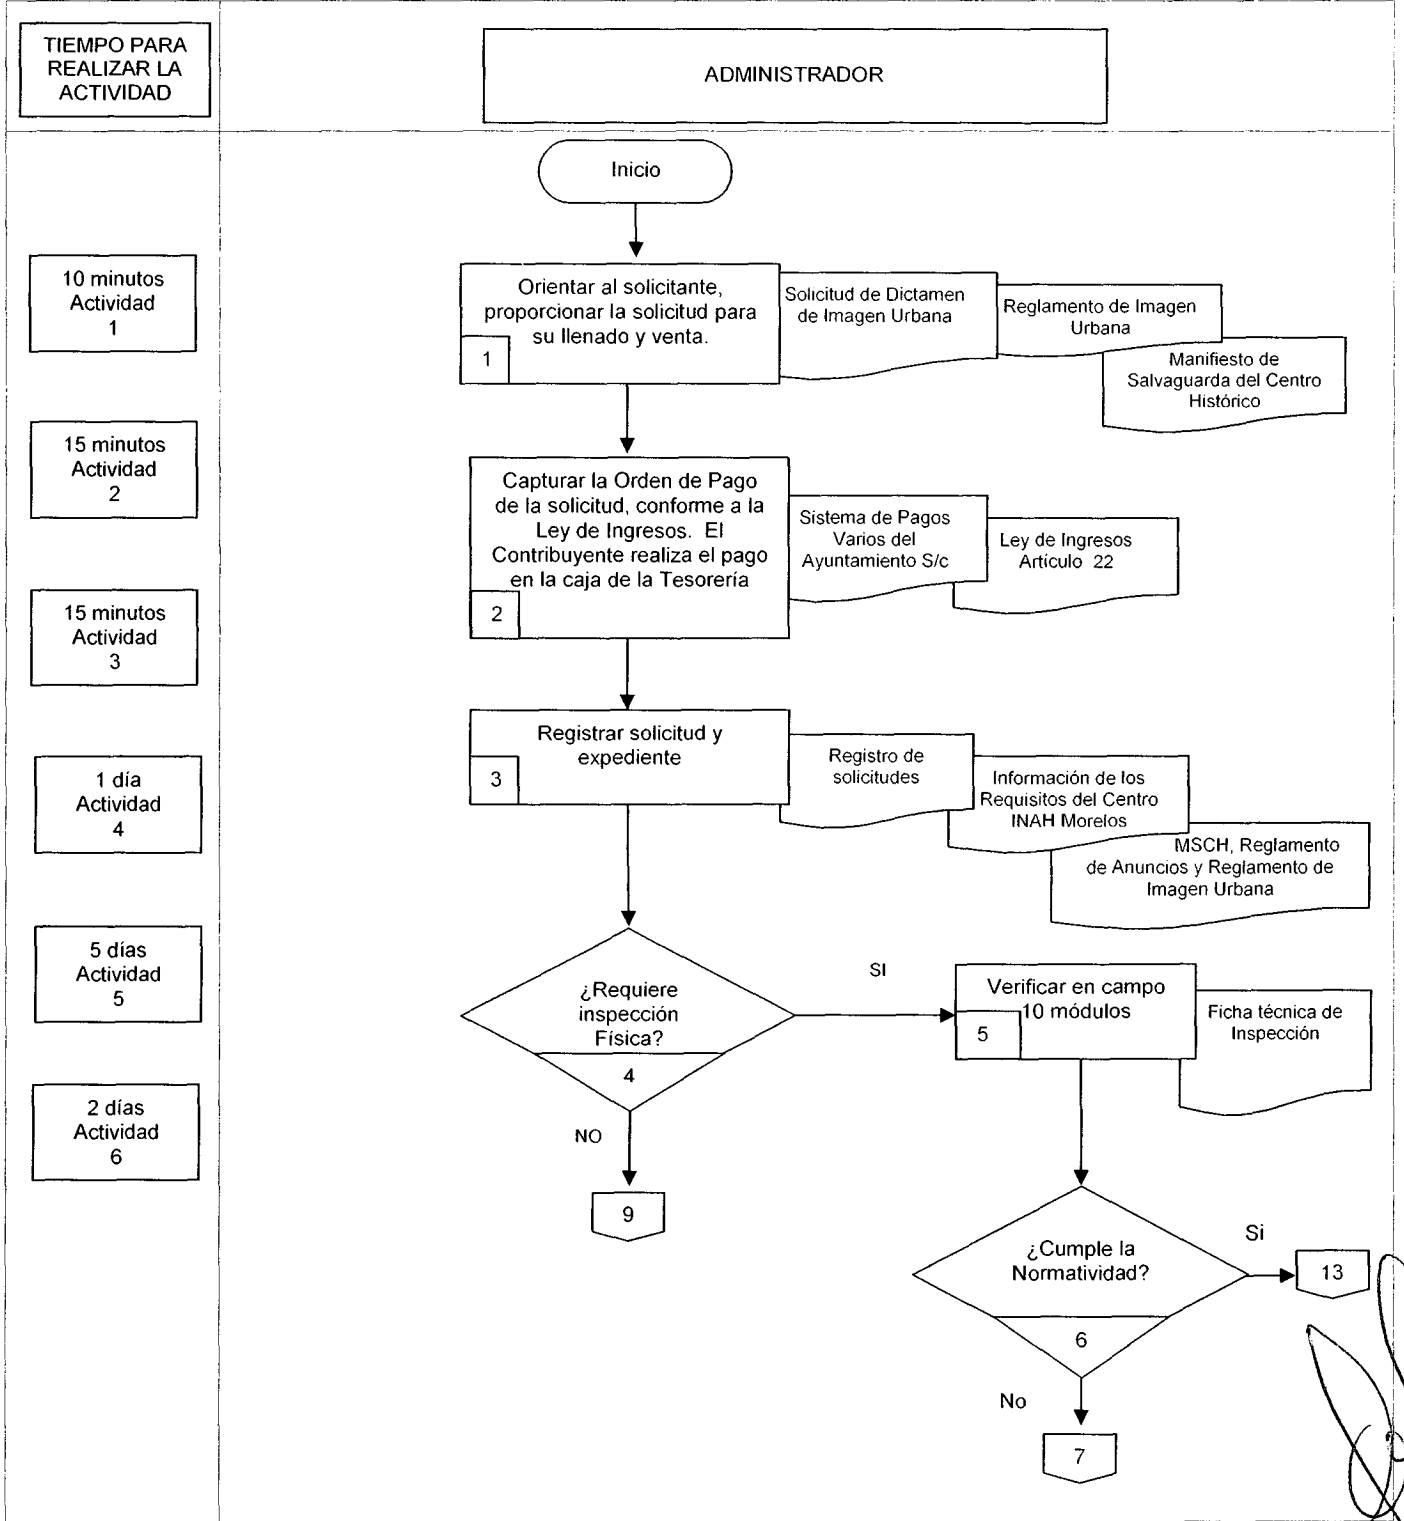 TIEMPO PARA
REALIZAR LA
ACTIVIDAD
ADMINISTRADOR
Inicio
10 minutos
Actividad
1
Orientar al solicitante,
proporcionar la solicitud para
su llenado y venta.
1
Solicitud de Dictamen
de Imagen Urbana
Reglamento de Imagen
Urbana
Manifiesto de
Salvaguarda del Centro
Histórico
15 minutos
Actividad
2
Capturar la Orden de Pago
de la solicitud, conforme a la
Ley de Ingresos. El
Contribuyente realiza el pago
en la caja de la Tesorería
2
Sistema de Pagos
Varios del
Ayuntamiento S/c
Ley de Ingresos
Artículo 22
15 minutos
Actividad
3
Registrar solicitud y
expediente
3
Registro de
solicitudes
Información de los
Requisitos del Centro
INAH Morelos
MSCH, Reglamento
de Anuncios y Reglamento de
Imagen Urbana
1 día
Actividad
4
¿Requiere
inspección
Física?
4
SI
NO
9
5 días
Actividad
5
Verificar en campo
10 módulos
5
Ficha técnica de
Inspección
2 días
Actividad
6
¿Cumple la
Normatividad?
6
Si
13
No
7